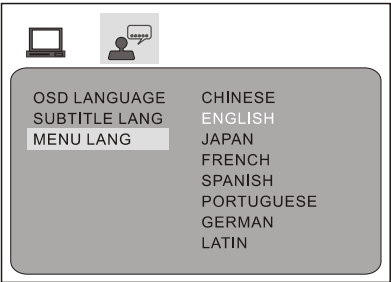 OSD LANGUAGE
SUBTITLE LANG
MENU LANG
CHINESE
ENGLISH
JAPAN
FRENCH
SPANISH
PORTUGUESE
GERMAN
LATIN